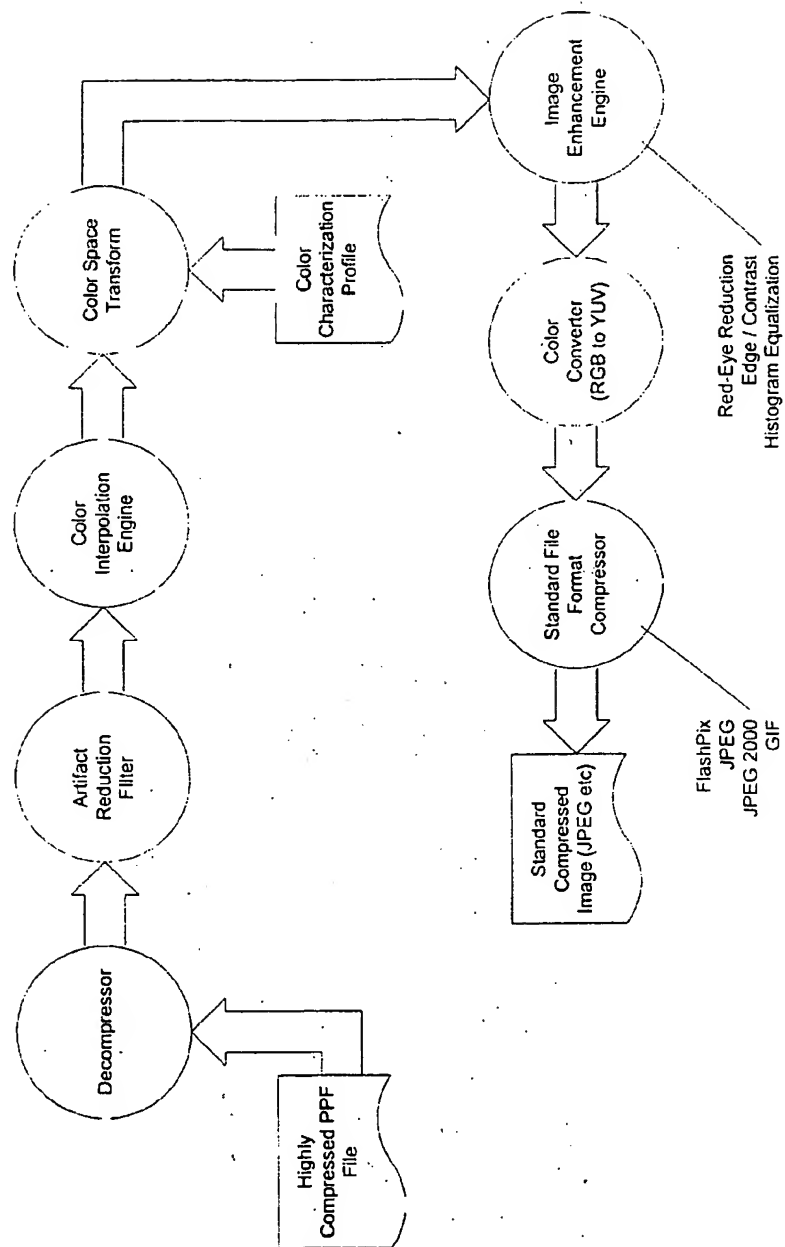 Highly
Compressed PPF
File
Decompressor
Artifact
Reduction
Filter
Color
Interpolation
Engine
Color Space
Transform
Color
Characterization
Profile
Image
Enhancement
Engine
Red-Eye Reduction
Edge / Contrast
Histogram Equalization
Color
Converter
(RGB to YUV)
Standard File
Format
Compressor
FlashPix
JPEG
JPEG 2000
GIF
Standard
Compressed
Image (JPEG etc)